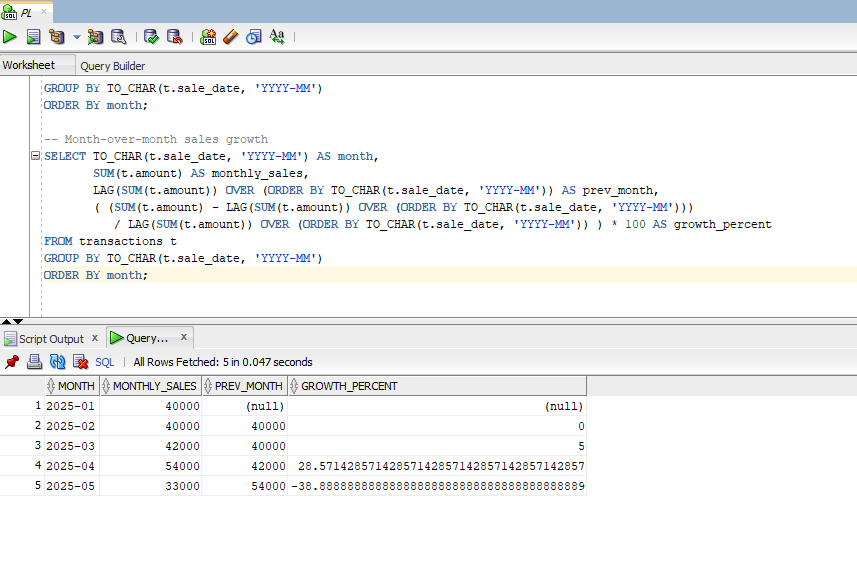 PL
Worksheet Query Builder
GROUP BY TO_CHAR(t.sale_date, 'YYYY-MM')
ORDER BY month;
-- Month-over-month sales growth
SELECT TO_CHAR(t.sale_date, 'YYYY-MM') AS month,
SUM(t.amount) AS monthly_sales,
LAG(SUM(t.amount)) OVER (ORDER BY TO_CHAR(t.sale_date, 'YYYY-MM')) AS prev_month,
( (SUM(t.amount) - LAG(SUM(t.amount)) OVER (ORDER BY TO_CHAR(t.sale_date, 'YYYY-MM')))
/ LAG(SUM(t.amount)) OVER (ORDER BY TO_CHAR(t.sale_date, 'YYYY-MM')) ) * 100 AS growth_percent
FROM transactions t
GROUP BY TO_CHAR(t.sale_date, 'YYYY-MM')
ORDER BY month;
Script Output x Query... x
SQL | All Rows Fetched: 5 in 0.047 seconds
MONTH MONTHLY_SALES PREV_MONTH GROWTH_PERCENT
1 2025-01 40000 (null) (null)
2 2025-02 40000 40000 0
3 2025-03 42000 40000 5
4 2025-04 54000 42000 28.57142857142857142857142857142857142857
5 2025-05 33000 54000 -38.88888888888888888888888888888888888889